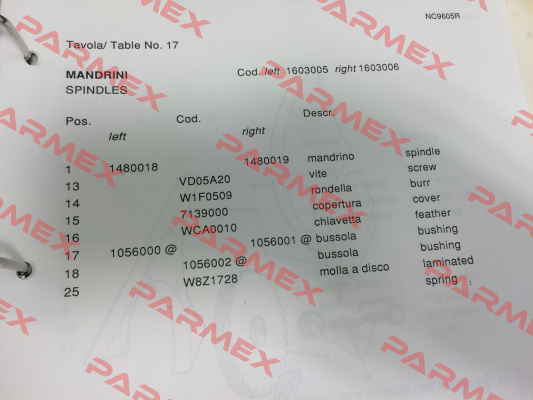 NC9605R
Tavola/ Table No. 17
MANDRINI Cod. left 1603005 right 1603006
SPINDLES
Pos. Cod. Descr.
left right
1 1480018 1480019 mandrino spindle
13 VD05A20 vite screw
14 W1F0509 rondella burr
15 7139000 copertura cover
16 WCA0010 chiavetta feather
17 1056000 @ 1056001 @ bussola bushing
18 1056002 @ bussola bushing
25 W8Z1728 molla a disco laminated
spring
PARMEX
PARMEX
PARMEX
PARMEX
PARMEX
PARMEX
PARMEX